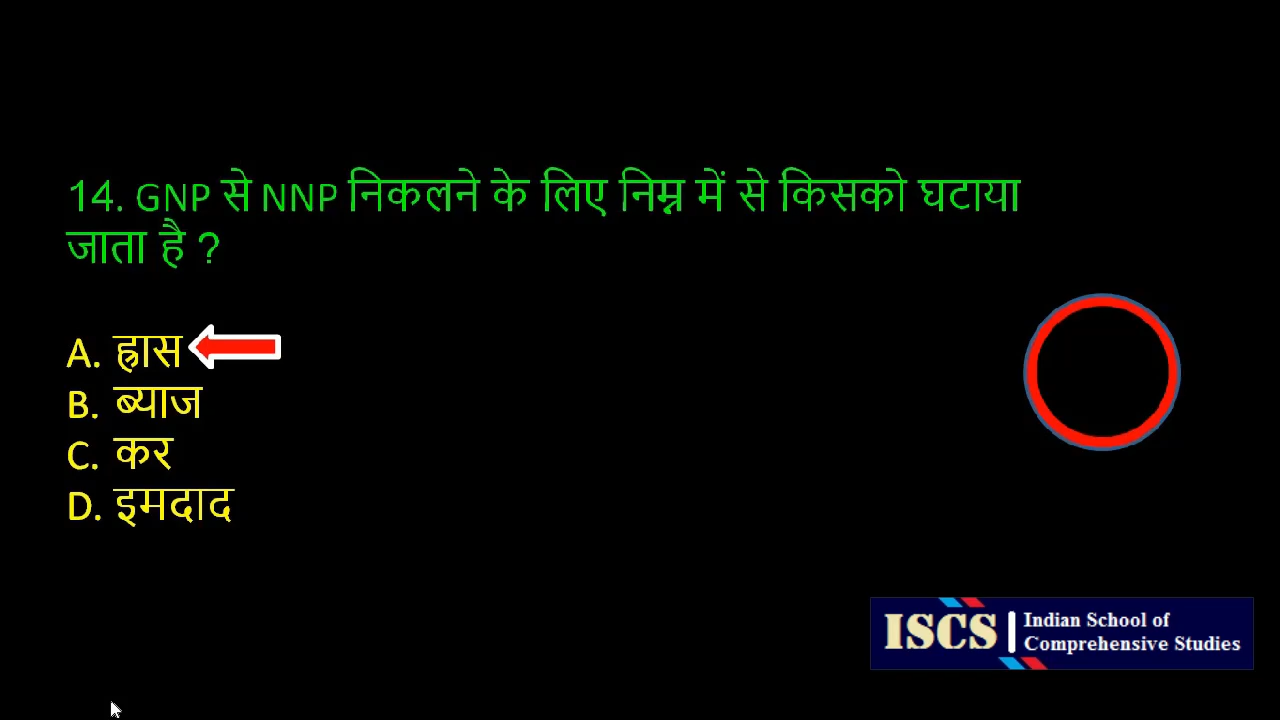 14. GNP से NNP निकलने के लिए निम्न में से किसको घटाया
जाता है ?
A. ह्रास
B. ब्याज
C. कर
D. इमदाद
ISCS
Indian School of
Comprehensive Studies